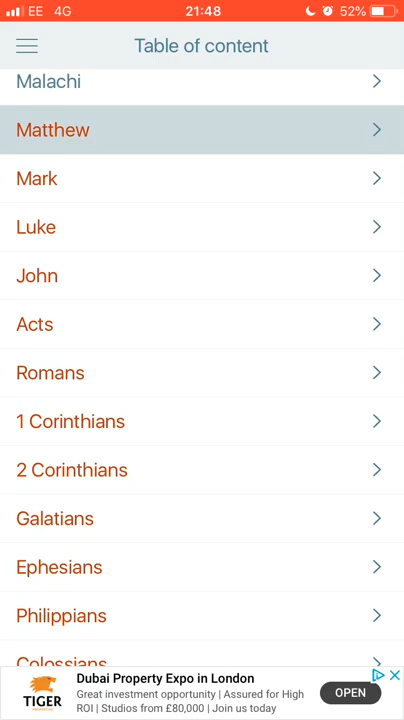 EE 4G 21:48 52%
Table of content
Malachi
Matthew
Mark
Luke
John
Acts
Romans
1 Corinthians
2 Corinthians
Galatians
Ephesians
Philippians
Colossians
Dubai Property Expo in London
Great investment opportunity | Assured for High
ROI | Studios from £80,000 | Join us today
TIGER
OPEN